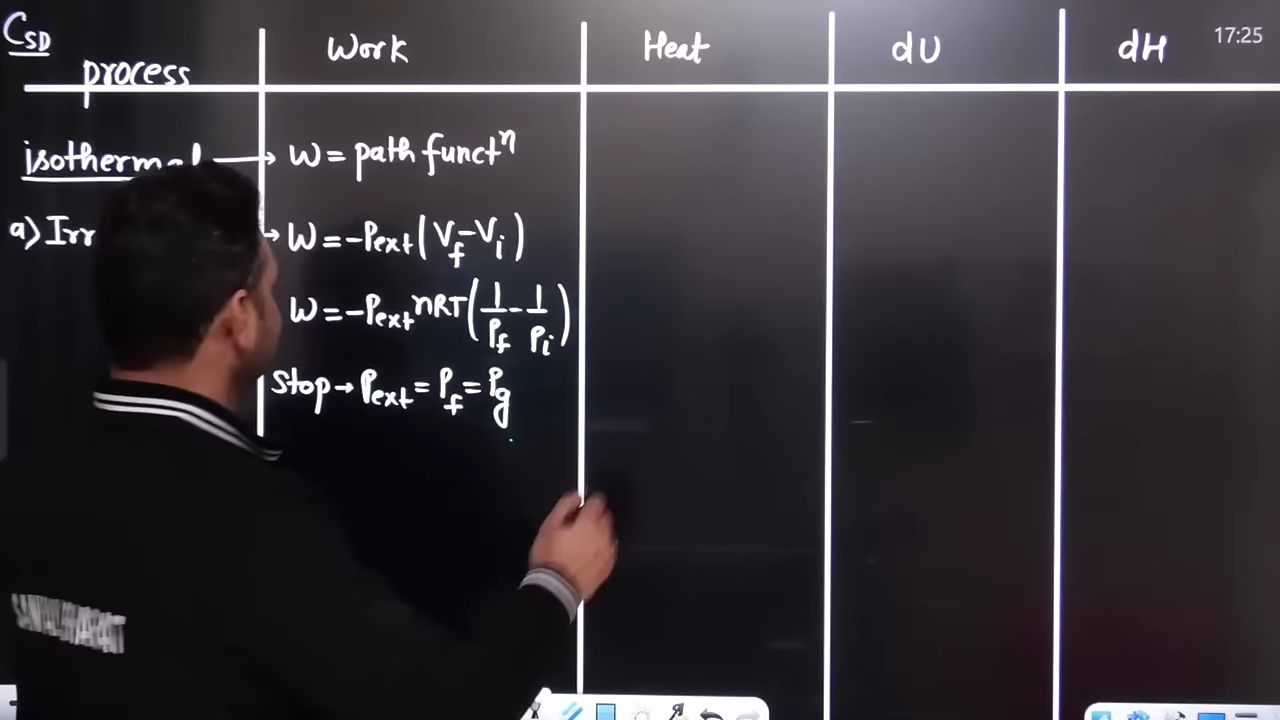 CSD
process Work Heat dU dH 17:25
isothermal → W = path functⁿ
a) Irr → W = -Pext (Vf - Vi)
W = -Pext nRT (1/Pf - 1/Pi)
Stop → Pext = Pf = Pg